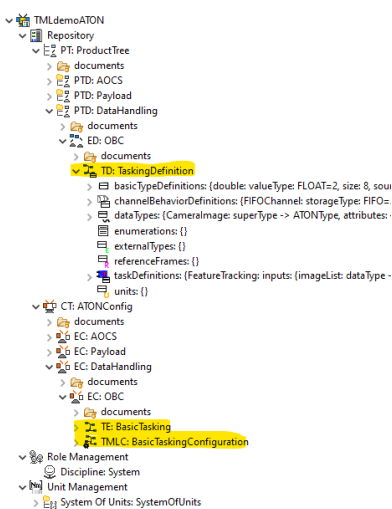 TMLdemoATON
Repository
PT: ProductTree
documents
PTD: AOCS
PTD: Payload
PTD: DataHandling
documents
ED: OBC
documents
TD: TaskingDefinition
basicTypeDefinitions: {double: valueType: FLOAT=2, size: 8, sour
channelBehaviorDefinitions: {FIFOChannel: storageType: FIFO=
dataTypes: {CameraImage: superType -> ATONType, attributes:
enumerations: {}
externalTypes: {}
referenceFrames: {}
taskDefinitions: {FeatureTracking: inputs: {imageList: dataType -
units: {}
CT: ATONConfig
documents
EC: AOCS
EC: Payload
EC: DataHandling
documents
EC: OBC
documents
TE: BasicTasking
TMLC: BasicTaskingConfiguration
Role Management
Discipline: System
Unit Management
System Of Units: SystemOfUnits